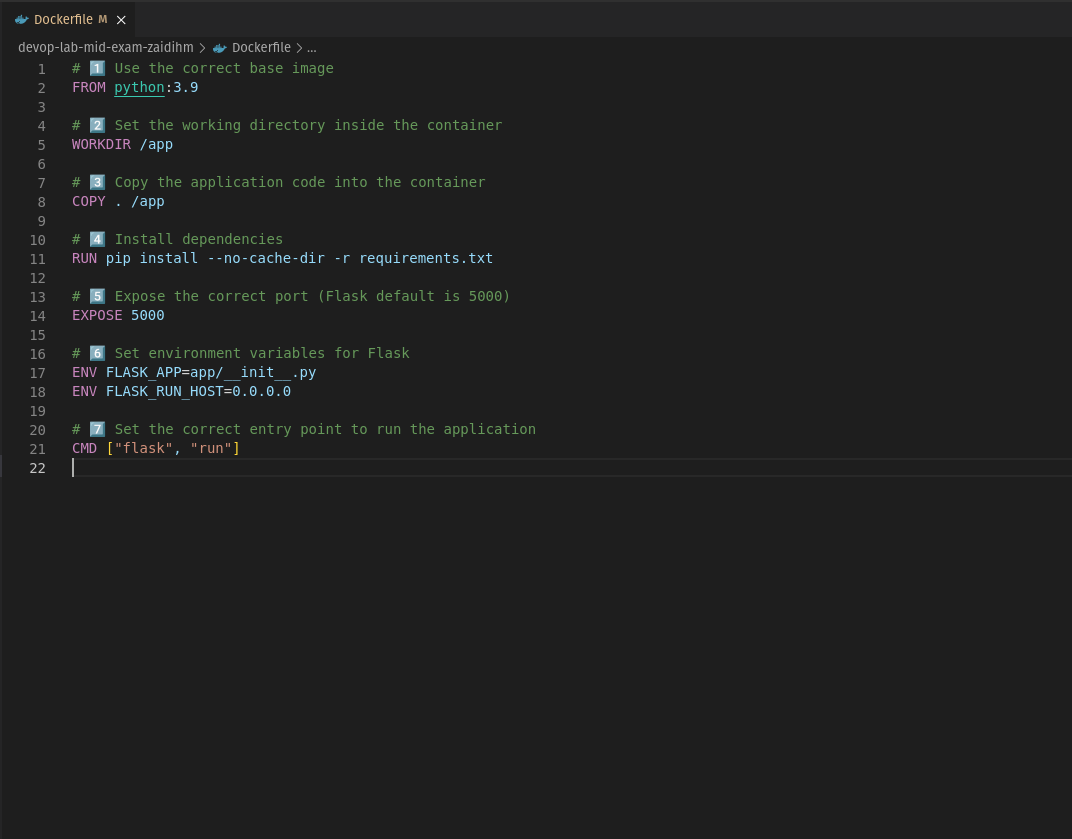 Dockerfile M
devop-lab-mid-exam-zaidihm > Dockerfile > ...
1 # 1️⃣ Use the correct base image
2 FROM python:3.9
3
4 # 2️⃣ Set the working directory inside the container
5 WORKDIR /app
6
7 # 3️⃣ Copy the application code into the container
8 COPY . /app
9
10 # 4️⃣ Install dependencies
11 RUN pip install --no-cache-dir -r requirements.txt
12
13 # 5️⃣ Expose the correct port (Flask default is 5000)
14 EXPOSE 5000
15
16 # 6️⃣ Set environment variables for Flask
17 ENV FLASK_APP=app/__init__.py
18 ENV FLASK_RUN_HOST=0.0.0.0
19
20 # 7️⃣ Set the correct entry point to run the application
21 CMD ["flask", "run"]
22